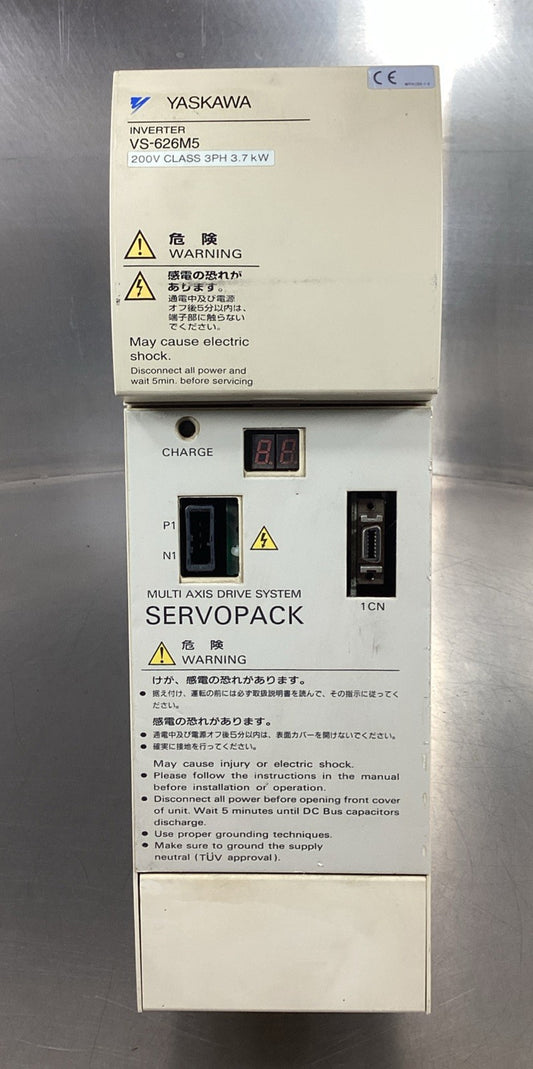 CE
YASKAWA
INVERTER
VS-626M5
200V CLASS 3PH 3.7kW
危険
WARNING
感電の恐れが
あります。
通電中及び電源
オフ後5分以内は、
端子部に触らない
でください。
May cause electric
shock.
Disconnect all power and
wait 5min. before servicing
CHARGE
8.8.
P1
N1
1CN
MULTI AXIS DRIVE SYSTEM
SERVOPACK
危険
WARNING
けが、感電の恐れがあります。
● 据え付け、運転の前には必ず取扱説明書を読んで、その指示に従ってく
ださい。
感電の恐れがあります。
● 通電中及び電源オフ後5分以内は、表面カバーを開けないでください。
● 確実に接地を行ってください。
May cause injury or electric shock.
● Please follow the instructions in the manual
before installation or operation.
● Disconnect all power before opening front cover
of unit. Wait 5 minutes until DC Bus capacitors
discharge.
● Use proper grounding techniques.
● Make sure to ground the supply
neutral (TÜV approval).